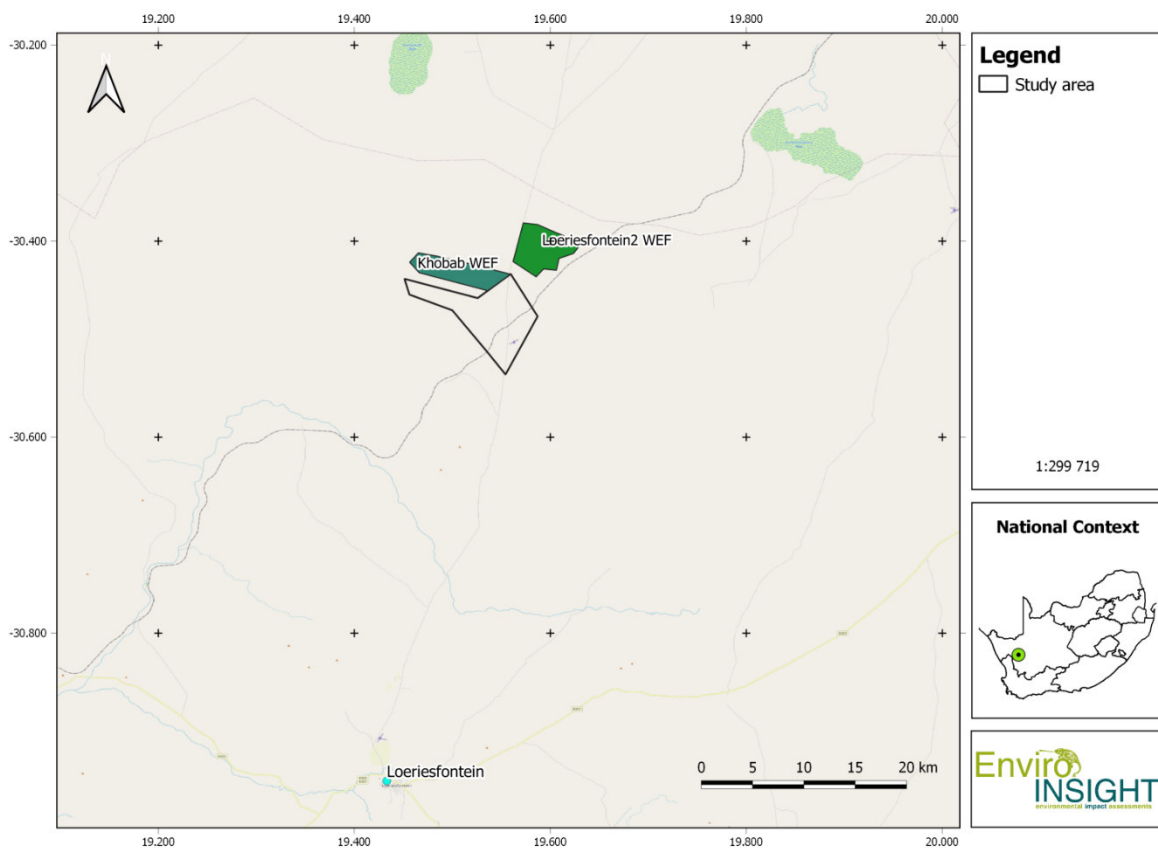 19.200 19.400 19.600 19.800 20.000
-30.200
-30.400
-30.600
-30.800
N
Loeriesfontein2 WEF
Khobab WEF
Loeriesfontein
0 5 10 15 20 km
19.200 19.400 19.600 19.800 20.000
Legend
Study area
1:299 719
National Context
Enviro
INSIGHT
environmental impact assessments